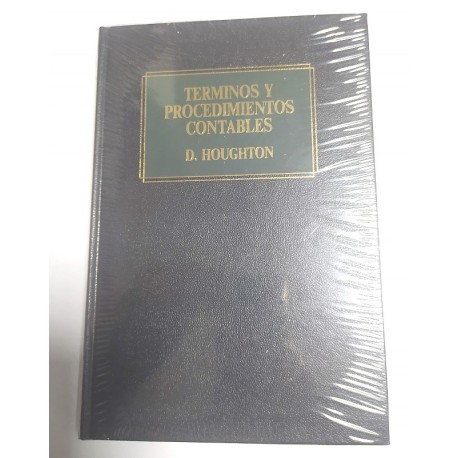 TERMINOS Y
PROCEDIMIENTOS
CONTABLES
D. HOUGHTON